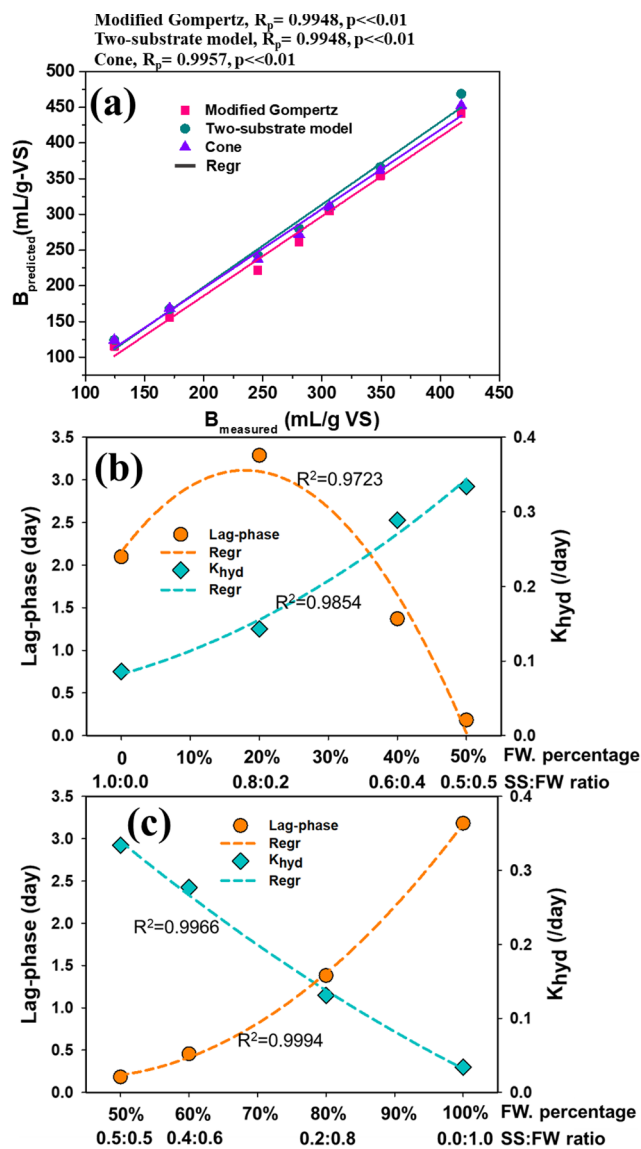 Modified Gompertz, Rp= 0.9948, p<<0.01
Two-substrate model, Rp= 0.9948, p<<0.01
Cone, Rp= 0.9957, p<<0.01
(a)
Modified Gompertz
Two-substrate model
Cone
Regr
Bpredicted(mL/g-VS)
500
450
400
350
300
250
200
150
100
100 150 200 250 300 350 400 450
Bmeasured (mL/g VS)
(b)
Lag-phase (day)
3.5
3.0
2.5
2.0
1.5
1.0
0.5
0.0
R²=0.9723
Lag-phase
Regr
Khyd
Regr
R²=0.9854
0.4
0.3
0.2
0.1
0.0
Khyd (/day)
0 10% 20% 30% 40% 50% FW. percentage
1.0:0.0 0.8:0.2 0.6:0.4 0.5:0.5 SS:FW ratio
(c)
Lag-phase (day)
3.5
3.0
2.5
2.0
1.5
1.0
0.5
0.0
Lag-phase
Regr
Khyd
Regr
R²=0.9966
R²=0.9994
0.4
0.3
0.2
0.1
0.0
Khyd (/day)
50% 60% 70% 80% 90% 100% FW. percentage
0.5:0.5 0.4:0.6 0.2:0.8 0.0:1.0 SS:FW ratio